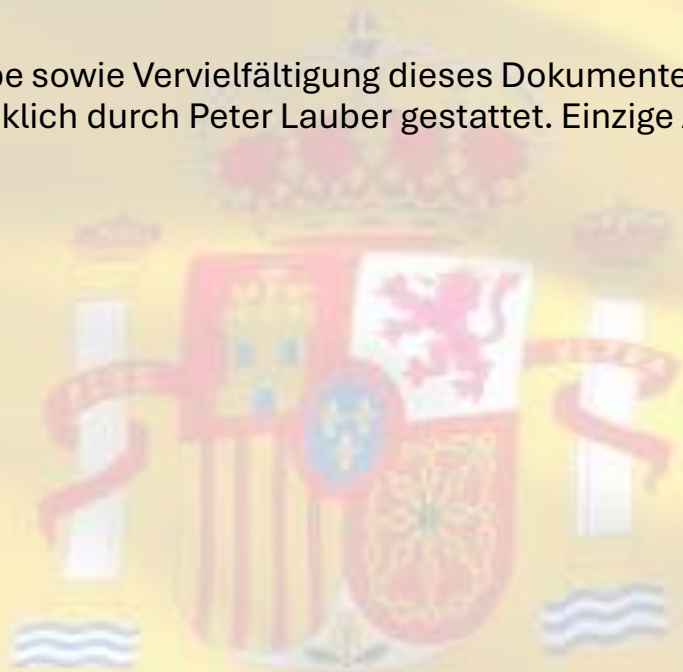 be sowie Vervielfältigung dieses Dokumente
klich durch Peter Lauber gestattet. Einzige